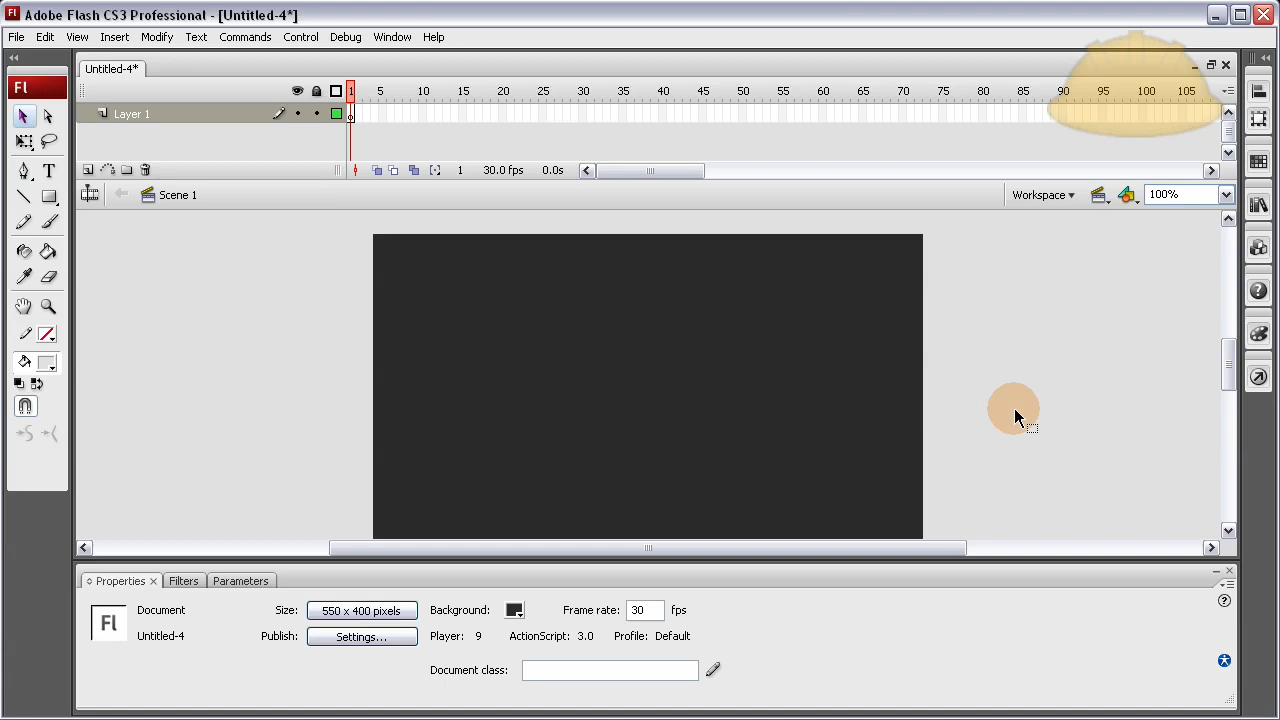 Fl Adobe Flash CS3 Professional - [Untitled-4*]
File Edit View Insert Modify Text Commands Control Debug Window Help
Untitled-4*
Fl
1 5 10 15 20 25 30 35 40 45 50 55 60 65 70 75 80 85 90 95 100 105
Layer 1
1 30.0 fps 0.0s
Scene 1 Workspace 100%
Properties Filters Parameters
Fl Document Size: 550 x 400 pixels Background: Frame rate: 30 fps
Untitled-4 Publish: Settings... Player: 9 ActionScript: 3.0 Profile: Default
Document class: